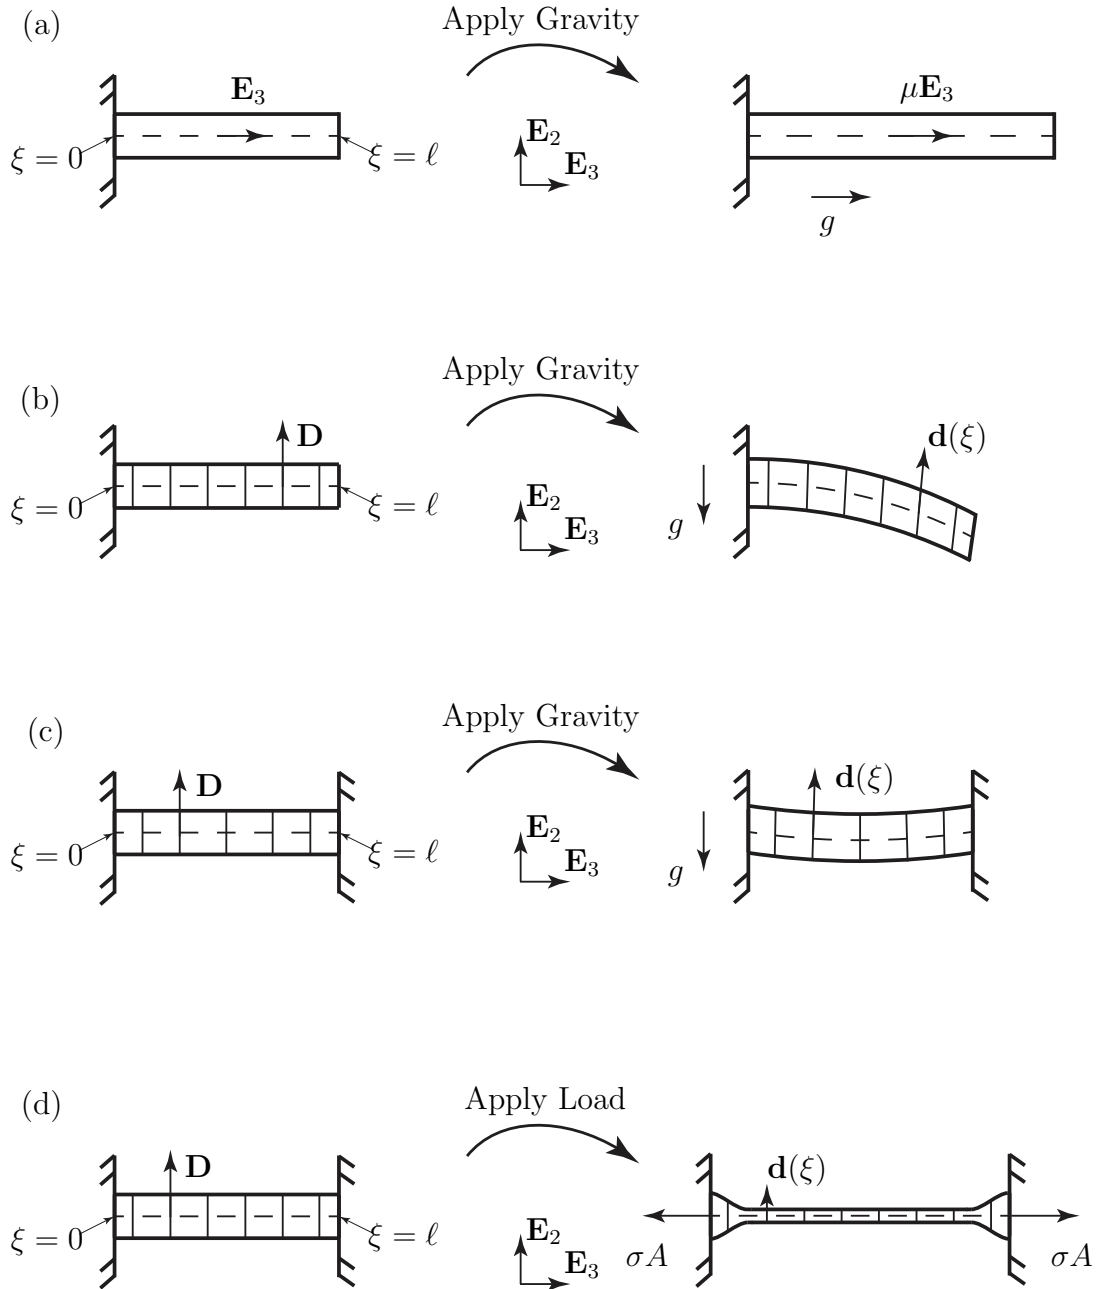 (a)
Apply Gravity
E₃
μE₃
ξ = 0
ξ = ℓ
E₂
E₃
g
(b)
Apply Gravity
D
d(ξ)
ξ = 0
ξ = ℓ
E₂
E₃
g
(c)
Apply Gravity
D
d(ξ)
ξ = 0
ξ = ℓ
E₂
E₃
g
(d)
Apply Load
D
d(ξ)
ξ = 0
ξ = ℓ
E₂
E₃
σA
σA